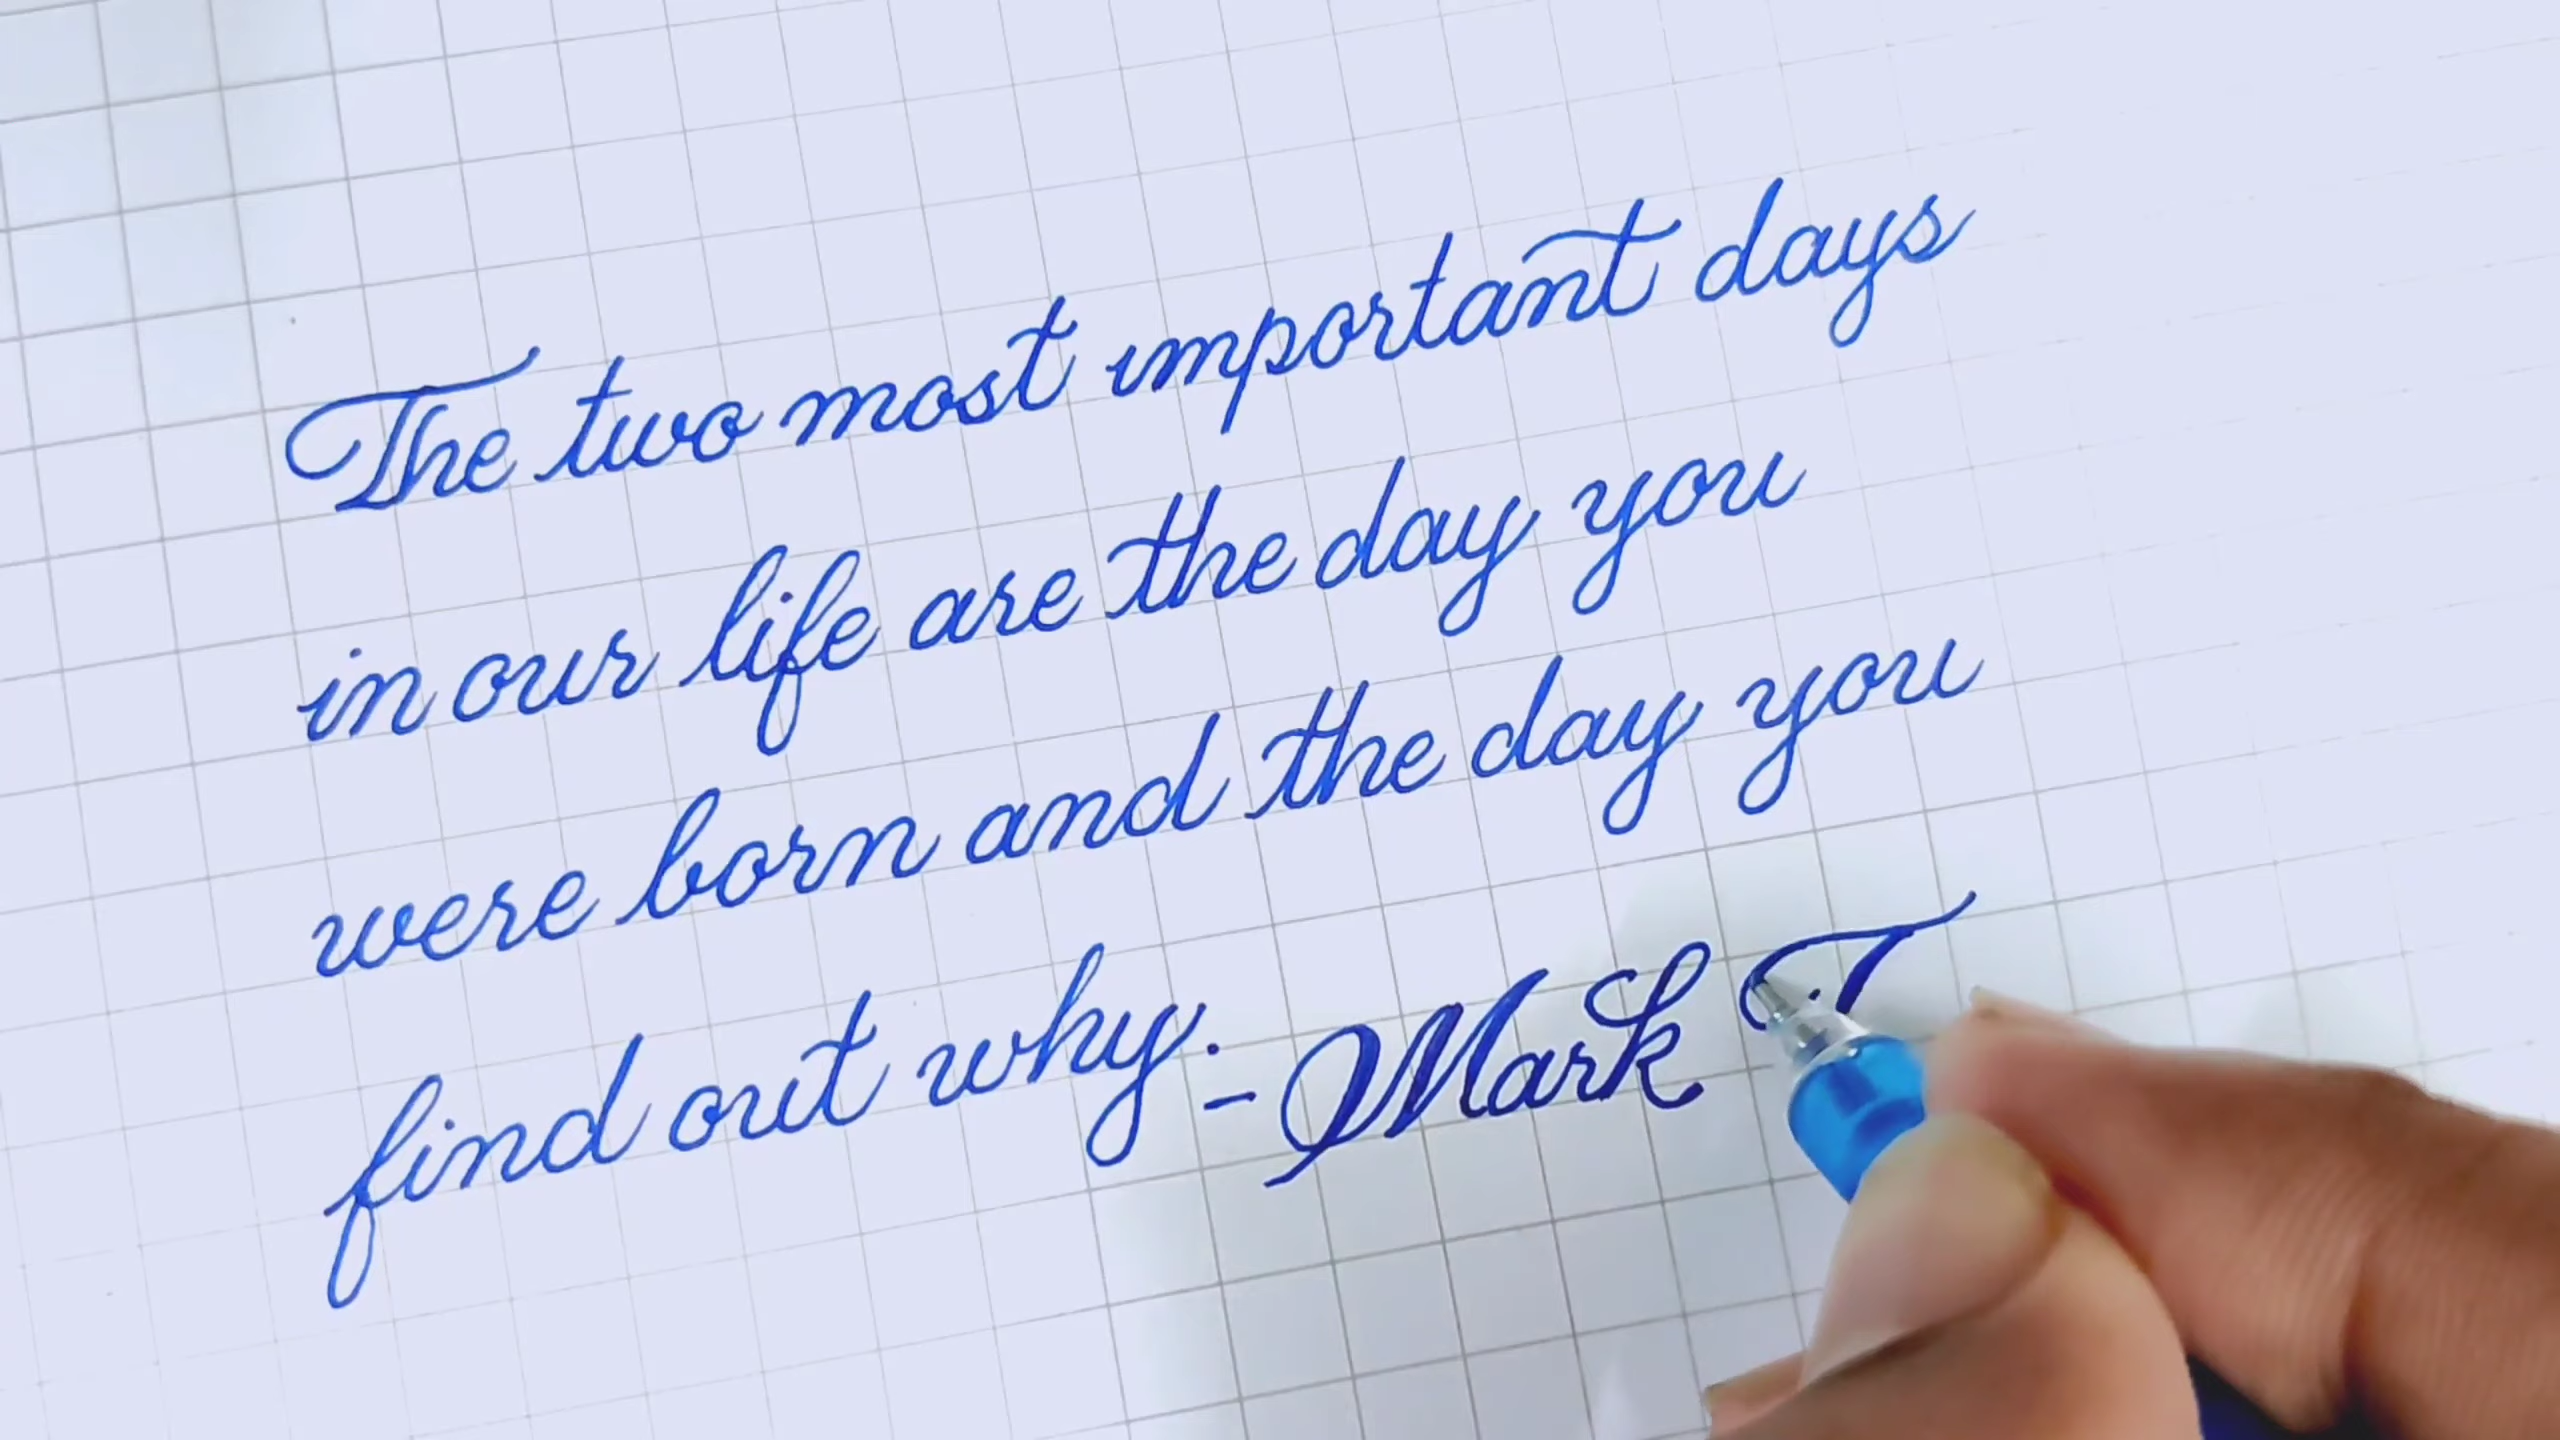 The two most important days
in our life are the day you
were born and the day you
find out why. - Mark T